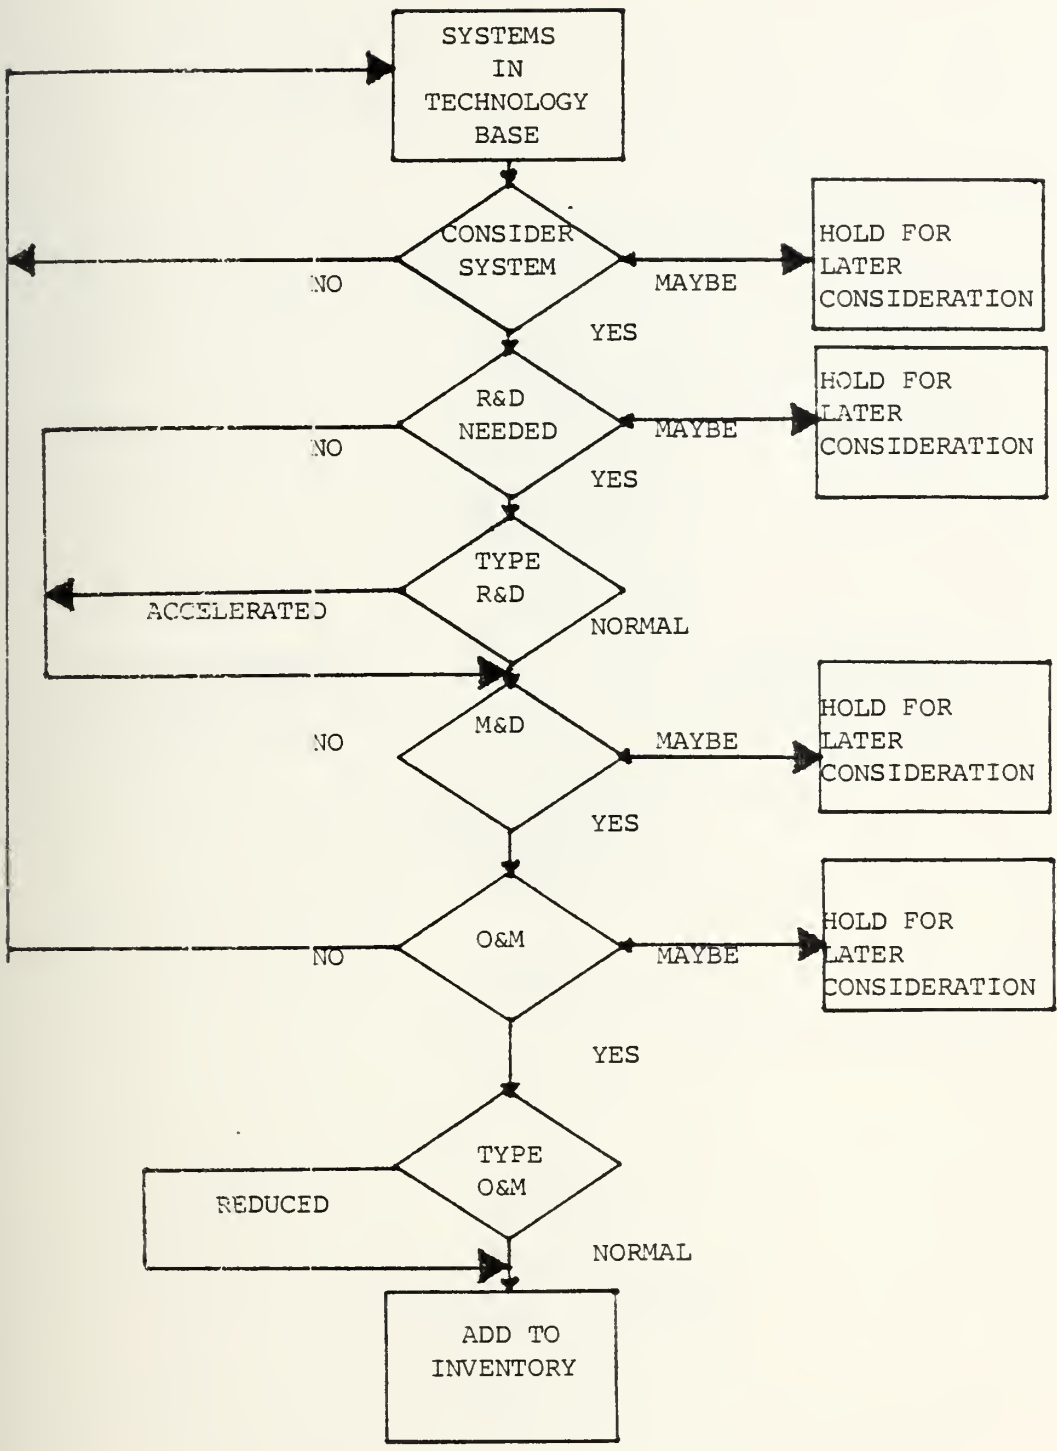 SYSTEMS
IN
TECHNOLOGY
BASE
CONSIDER
SYSTEM
NO
MAYBE
YES
HOLD FOR
LATER
CONSIDERATION
R&D
NEEDED
NO
MAYBE
YES
HOLD FOR
LATER
CONSIDERATION
TYPE
R&D
ACCELERATED
NORMAL
M&D
NO
MAYBE
YES
HOLD FOR
LATER
CONSIDERATION
O&M
NO
MAYBE
YES
HOLD FOR
LATER
CONSIDERATION
TYPE
O&M
REDUCED
NORMAL
ADD TO
INVENTORY